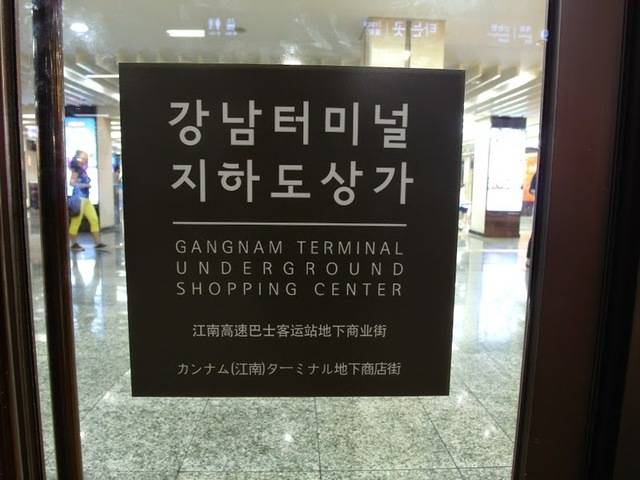 강남터미널
지하도상가
GANGNAM TERMINAL
UNDERGROUND
SHOPPING CENTER
江南高速巴士客运站地下商业街
カンナム(江南)ターミナル地下商店街